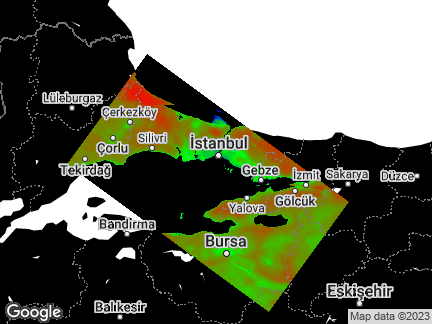 Lüleburgaz
Çerkezköy
Çorlu
Silivri
İstanbul
Tekirdağ
Gebze
İzmit
Sakarya
Düzce
Gölcük
Yalova
Bandırma
Bursa
Eskişehir
Balıkesir
Google
Map data ©2023